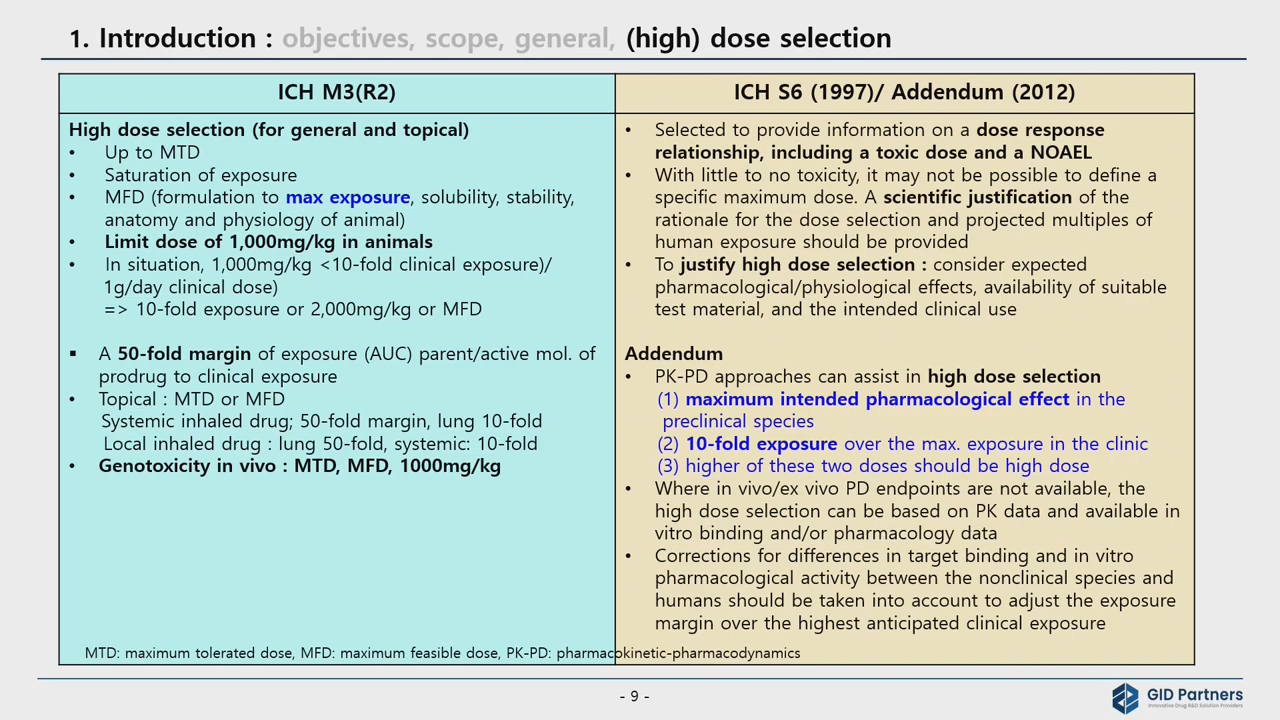 1. Introduction : objectives, scope, general, (high) dose selection
ICH M3(R2)
High dose selection (for general and topical)
• Up to MTD
• Saturation of exposure
• MFD (formulation to max exposure, solubility, stability,
anatomy and physiology of animal)
• Limit dose of 1,000mg/kg in animals
• In situation, 1,000mg/kg <10-fold clinical exposure)/
1g/day clinical dose)
=> 10-fold exposure or 2,000mg/kg or MFD
▪ A 50-fold margin of exposure (AUC) parent/active mol. of
prodrug to clinical exposure
• Topical : MTD or MFD
Systemic inhaled drug; 50-fold margin, lung 10-fold
Local inhaled drug : lung 50-fold, systemic: 10-fold
• Genotoxicity in vivo : MTD, MFD, 1000mg/kg
ICH S6 (1997)/ Addendum (2012)
• Selected to provide information on a dose response
relationship, including a toxic dose and a NOAEL
• With little to no toxicity, it may not be possible to define a
specific maximum dose. A scientific justification of the
rationale for the dose selection and projected multiples of
human exposure should be provided
• To justify high dose selection : consider expected
pharmacological/physiological effects, availability of suitable
test material, and the intended clinical use
Addendum
• PK-PD approaches can assist in high dose selection
(1) maximum intended pharmacological effect in the
preclinical species
(2) 10-fold exposure over the max. exposure in the clinic
(3) higher of these two doses should be high dose
• Where in vivo/ex vivo PD endpoints are not available, the
high dose selection can be based on PK data and available in
vitro binding and/or pharmacology data
• Corrections for differences in target binding and in vitro
pharmacological activity between the nonclinical species and
humans should be taken into account to adjust the exposure
margin over the highest anticipated clinical exposure
MTD: maximum tolerated dose, MFD: maximum feasible dose, PK-PD: pharmacokinetic-pharmacodynamics
- 9 -
GID Partners
Innovative Drug R&D Solution Providers